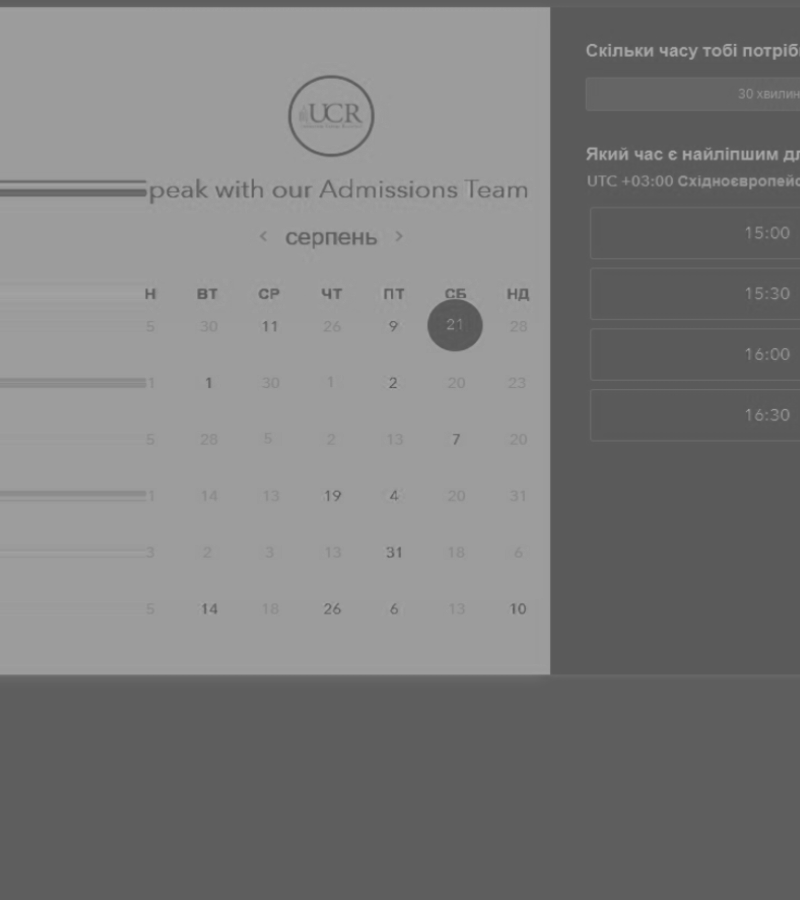 UCR
peak with our Admissions Team
< серпень >
Н ВТ СР ЧТ ПТ СБ НД
5 30 11 26 9 21 28
1 1 30 1 2 20 23
5 28 5 2 13 7 20
1 14 13 19 4 20 31
3 2 3 13 31 18 6
5 14 18 26 6 13 10
Скільки часу тобі потріб
30 хвилин
Який час є найліпшим дл
UTC +03:00 Східноєвропейс
15:00
15:30
16:00
16:30